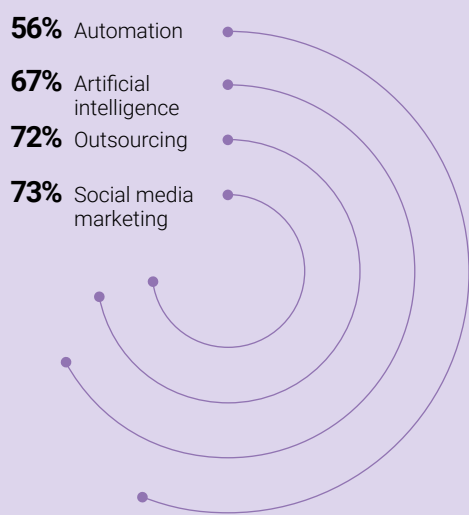 56% Automation
67% Artificial
intelligence
72% Outsourcing
73% Social media
marketing